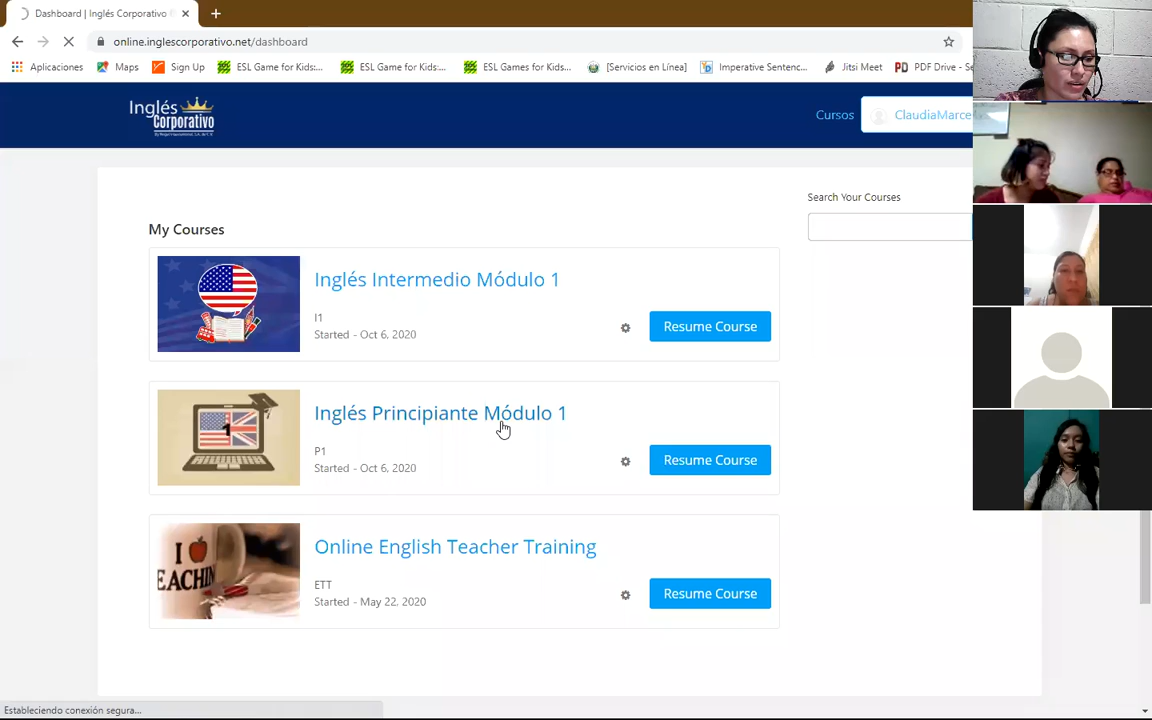 Dashboard | Inglés Corporativo
online.inglescorporativo.net/dashboard
Aplicaciones
Maps
Sign Up
ESL Game for Kids:...
ESL Game for Kids:...
ESL Games for Kids:...
[Servicios en Línea]
Imperative Sentenc...
Jitsi Meet
PDF Drive - Se
Inglés
Corporativo
Cursos
ClaudiaMarce
Search Your Courses
My Courses
Inglés Intermedio Módulo 1
I1
Started - Oct 6, 2020
Resume Course
Inglés Principiante Módulo 1
1
P1
Started - Oct 6, 2020
Resume Course
I
EACHIN
Online English Teacher Training
ETT
Started - May 22, 2020
Resume Course
Estableciendo conexión segura...